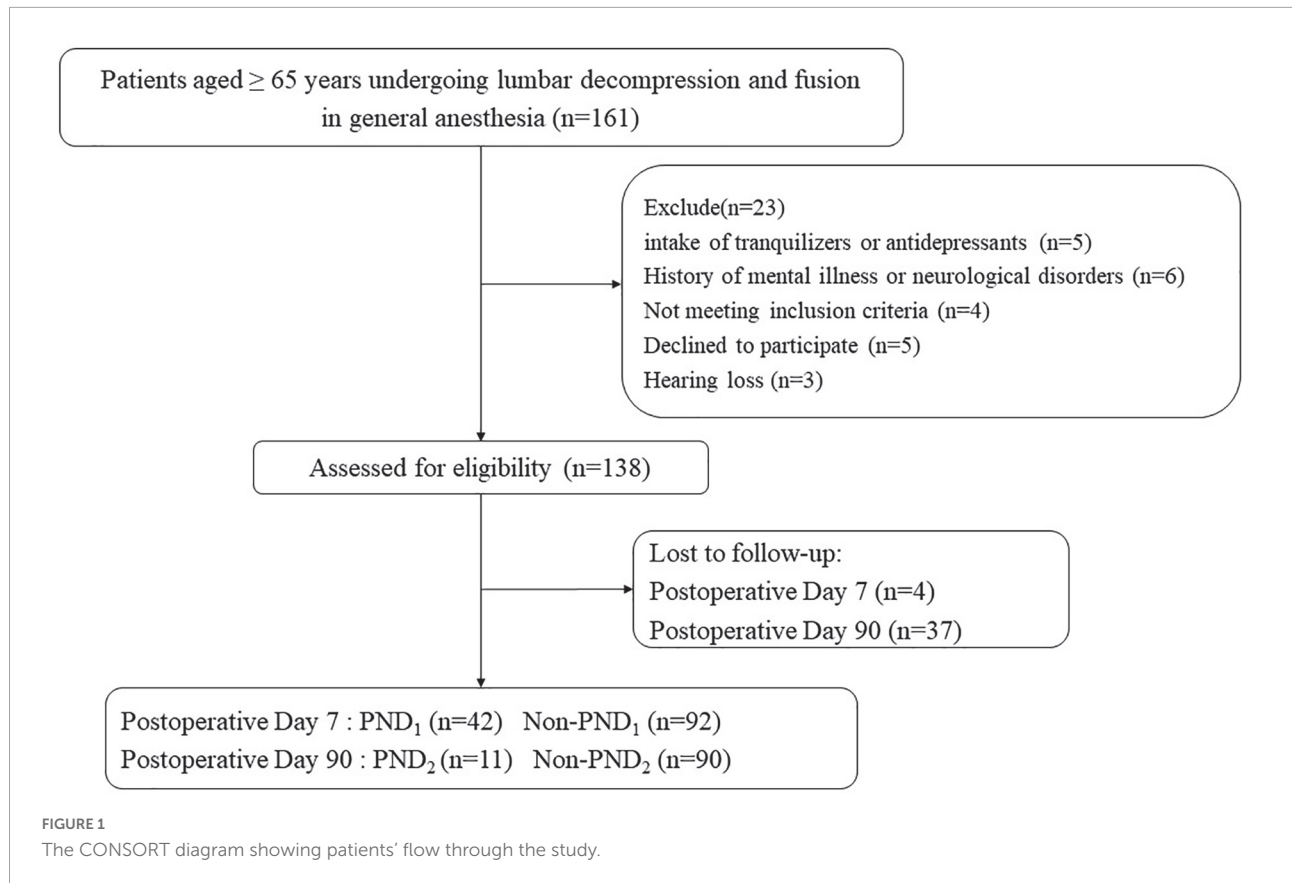 Patients aged ≥ 65 years undergoing lumbar decompression and fusion
in general anesthesia (n=161)
Exclude(n=23)
intake of tranquilizers or antidepressants (n=5)
History of mental illness or neurological disorders (n=6)
Not meeting inclusion criteria (n=4)
Declined to participate (n=5)
Hearing loss (n=3)
Assessed for eligibility (n=138)
Lost to follow-up:
Postoperative Day 7 (n=4)
Postoperative Day 90 (n=37)
Postoperative Day 7 : PND₁ (n=42) Non-PND₁ (n=92)
Postoperative Day 90 : PND₂ (n=11) Non-PND₂ (n=90)
FIGURE 1
The CONSORT diagram showing patients’ flow through the study.